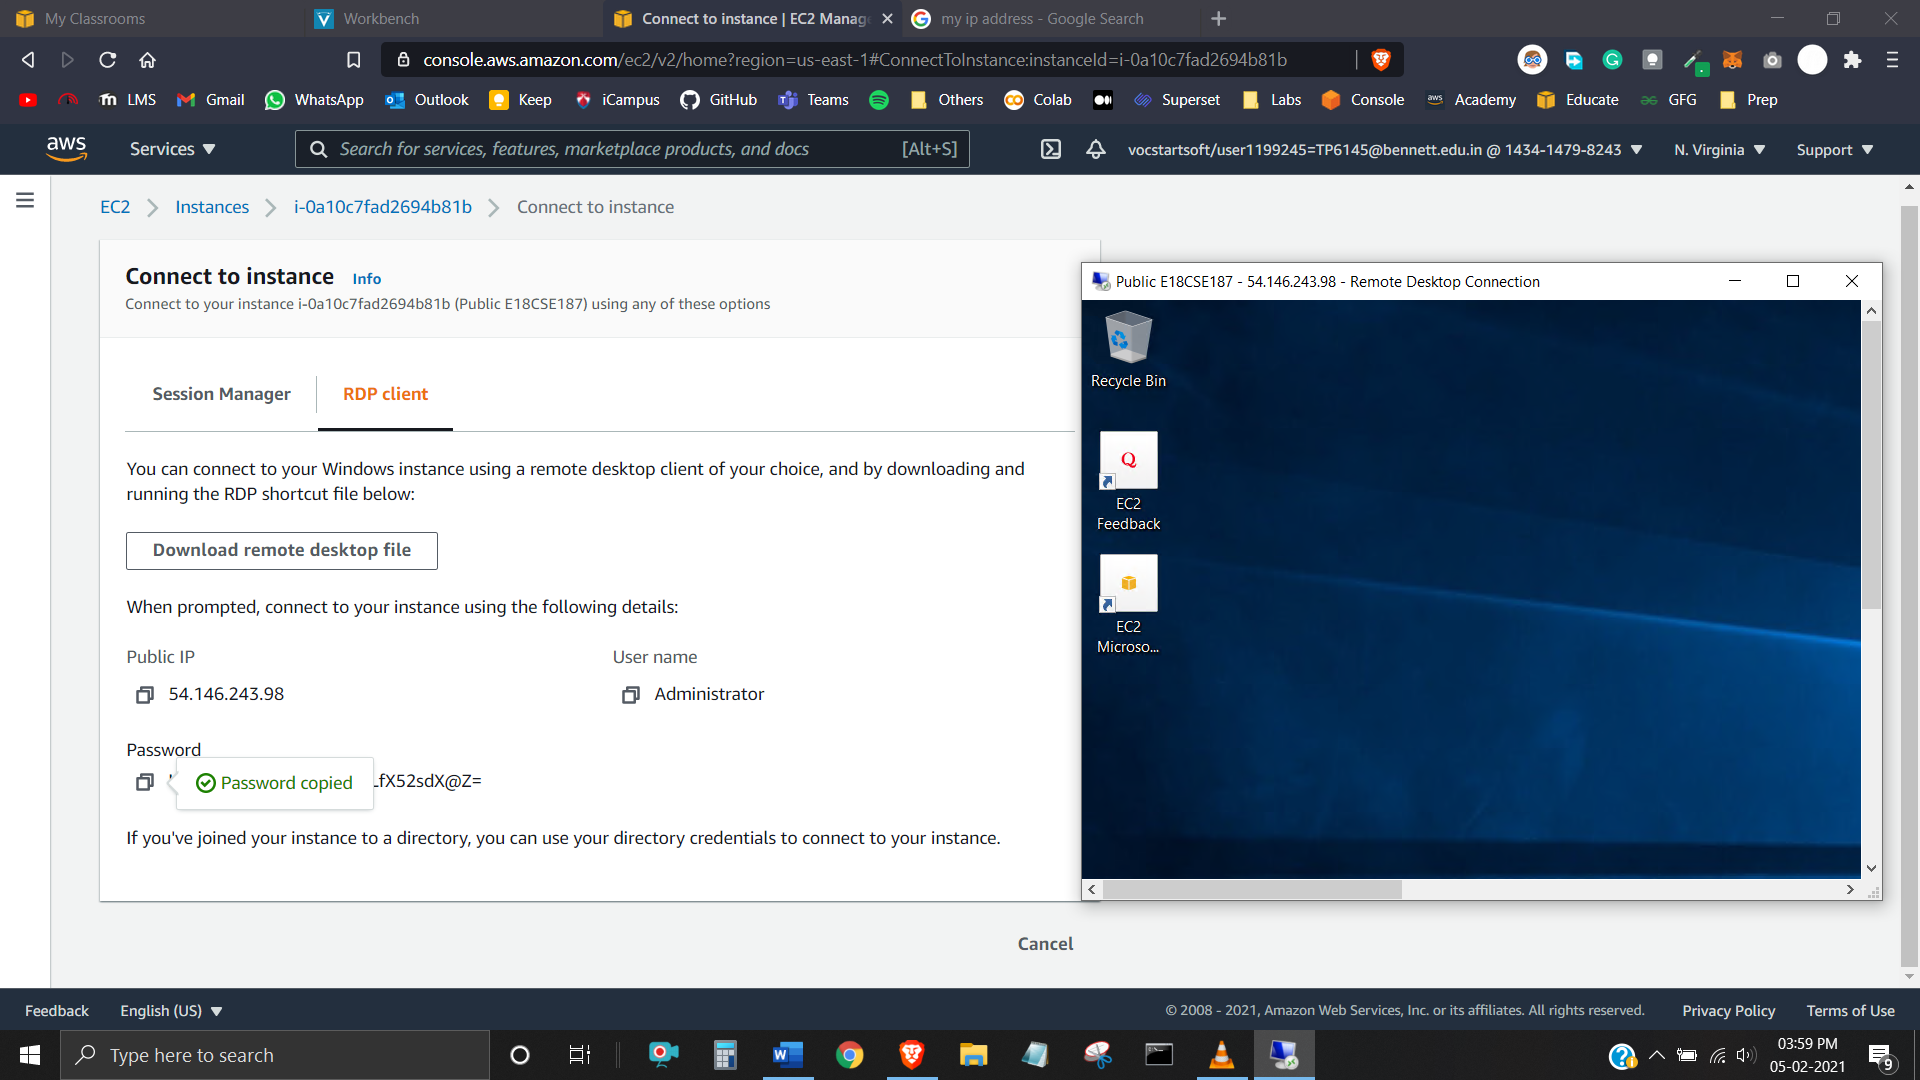 My Classrooms
Workbench
Connect to instance | EC2 Manage
my ip address - Google Search
console.aws.amazon.com/ec2/v2/home?region=us-east-1#ConnectToInstance:instanceId=i-0a10c7fad2694b81b
LMS
Gmail
WhatsApp
Outlook
Keep
iCampus
GitHub
Teams
Others
Colab
Superset
Labs
Console
aws
Academy
Educate
GFG
Prep
aws
Services
Search for services, features, marketplace products, and docs
[Alt+S]
vocstartsoft/user1199245=TP6145@bennett.edu.in @ 1434-1479-8243
N. Virginia
Support
EC2
Instances
i-0a10c7fad2694b81b
Connect to instance
Connect to instance Info
Connect to your instance i-0a10c7fad2694b81b (Public E18CSE187) using any of these options
Session Manager
RDP client
You can connect to your Windows instance using a remote desktop client of your choice, and by downloading and
running the RDP shortcut file below:
Download remote desktop file
When prompted, connect to your instance using the following details:
Public IP
User name
54.146.243.98
Administrator
Password
Password copied
fX52sdX@Z=
If you've joined your instance to a directory, you can use your directory credentials to connect to your instance.
Cancel
Public E18CSE187 - 54.146.243.98 - Remote Desktop Connection
Recycle Bin
Q
EC2
Feedback
EC2
Microso...
Feedback
English (US)
© 2008 - 2021, Amazon Web Services, Inc. or its affiliates. All rights reserved.
Privacy Policy
Terms of Use
Type here to search
03:59 PM
05-02-2021
9